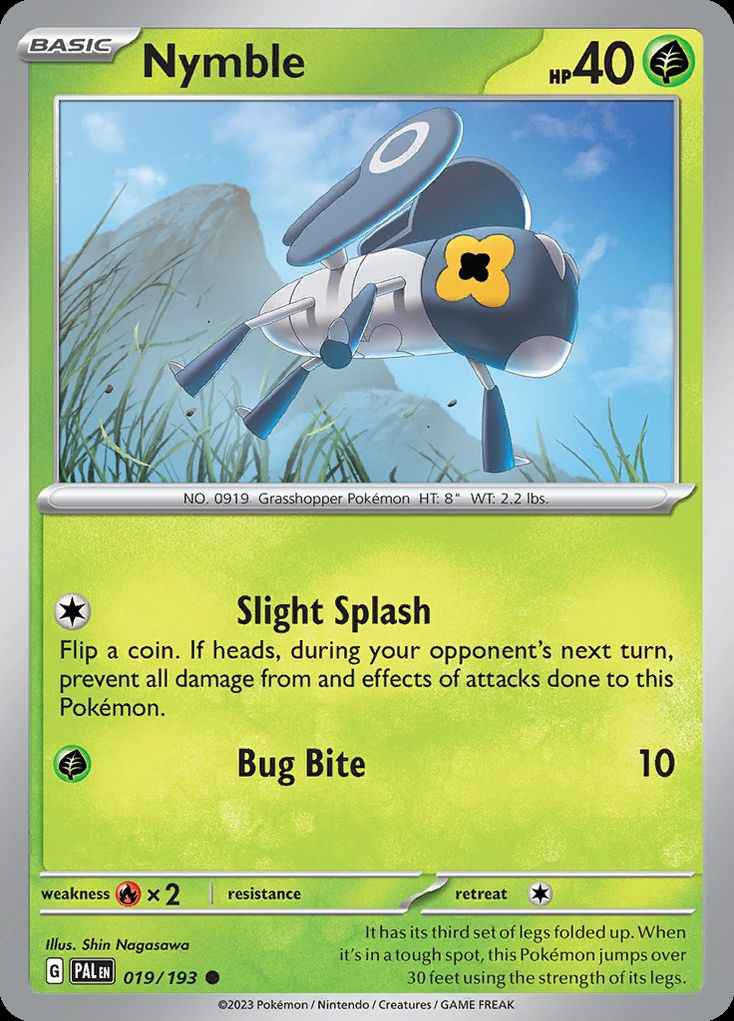 BASIC
Nymble
HP40
NO. 0919 Grasshopper Pokémon HT: 8" WT: 2.2 lbs.
Slight Splash
Flip a coin. If heads, during your opponent's next turn,
prevent all damage from and effects of attacks done to this
Pokémon.
Bug Bite 10
weakness ×2 resistance retreat
Illus. Shin Nagasawa
It has its third set of legs folded up. When
it's in a tough spot, this Pokémon jumps over
30 feet using the strength of its legs.
G PAL EN 019/193
©2023 Pokémon / Nintendo / Creatures / GAME FREAK